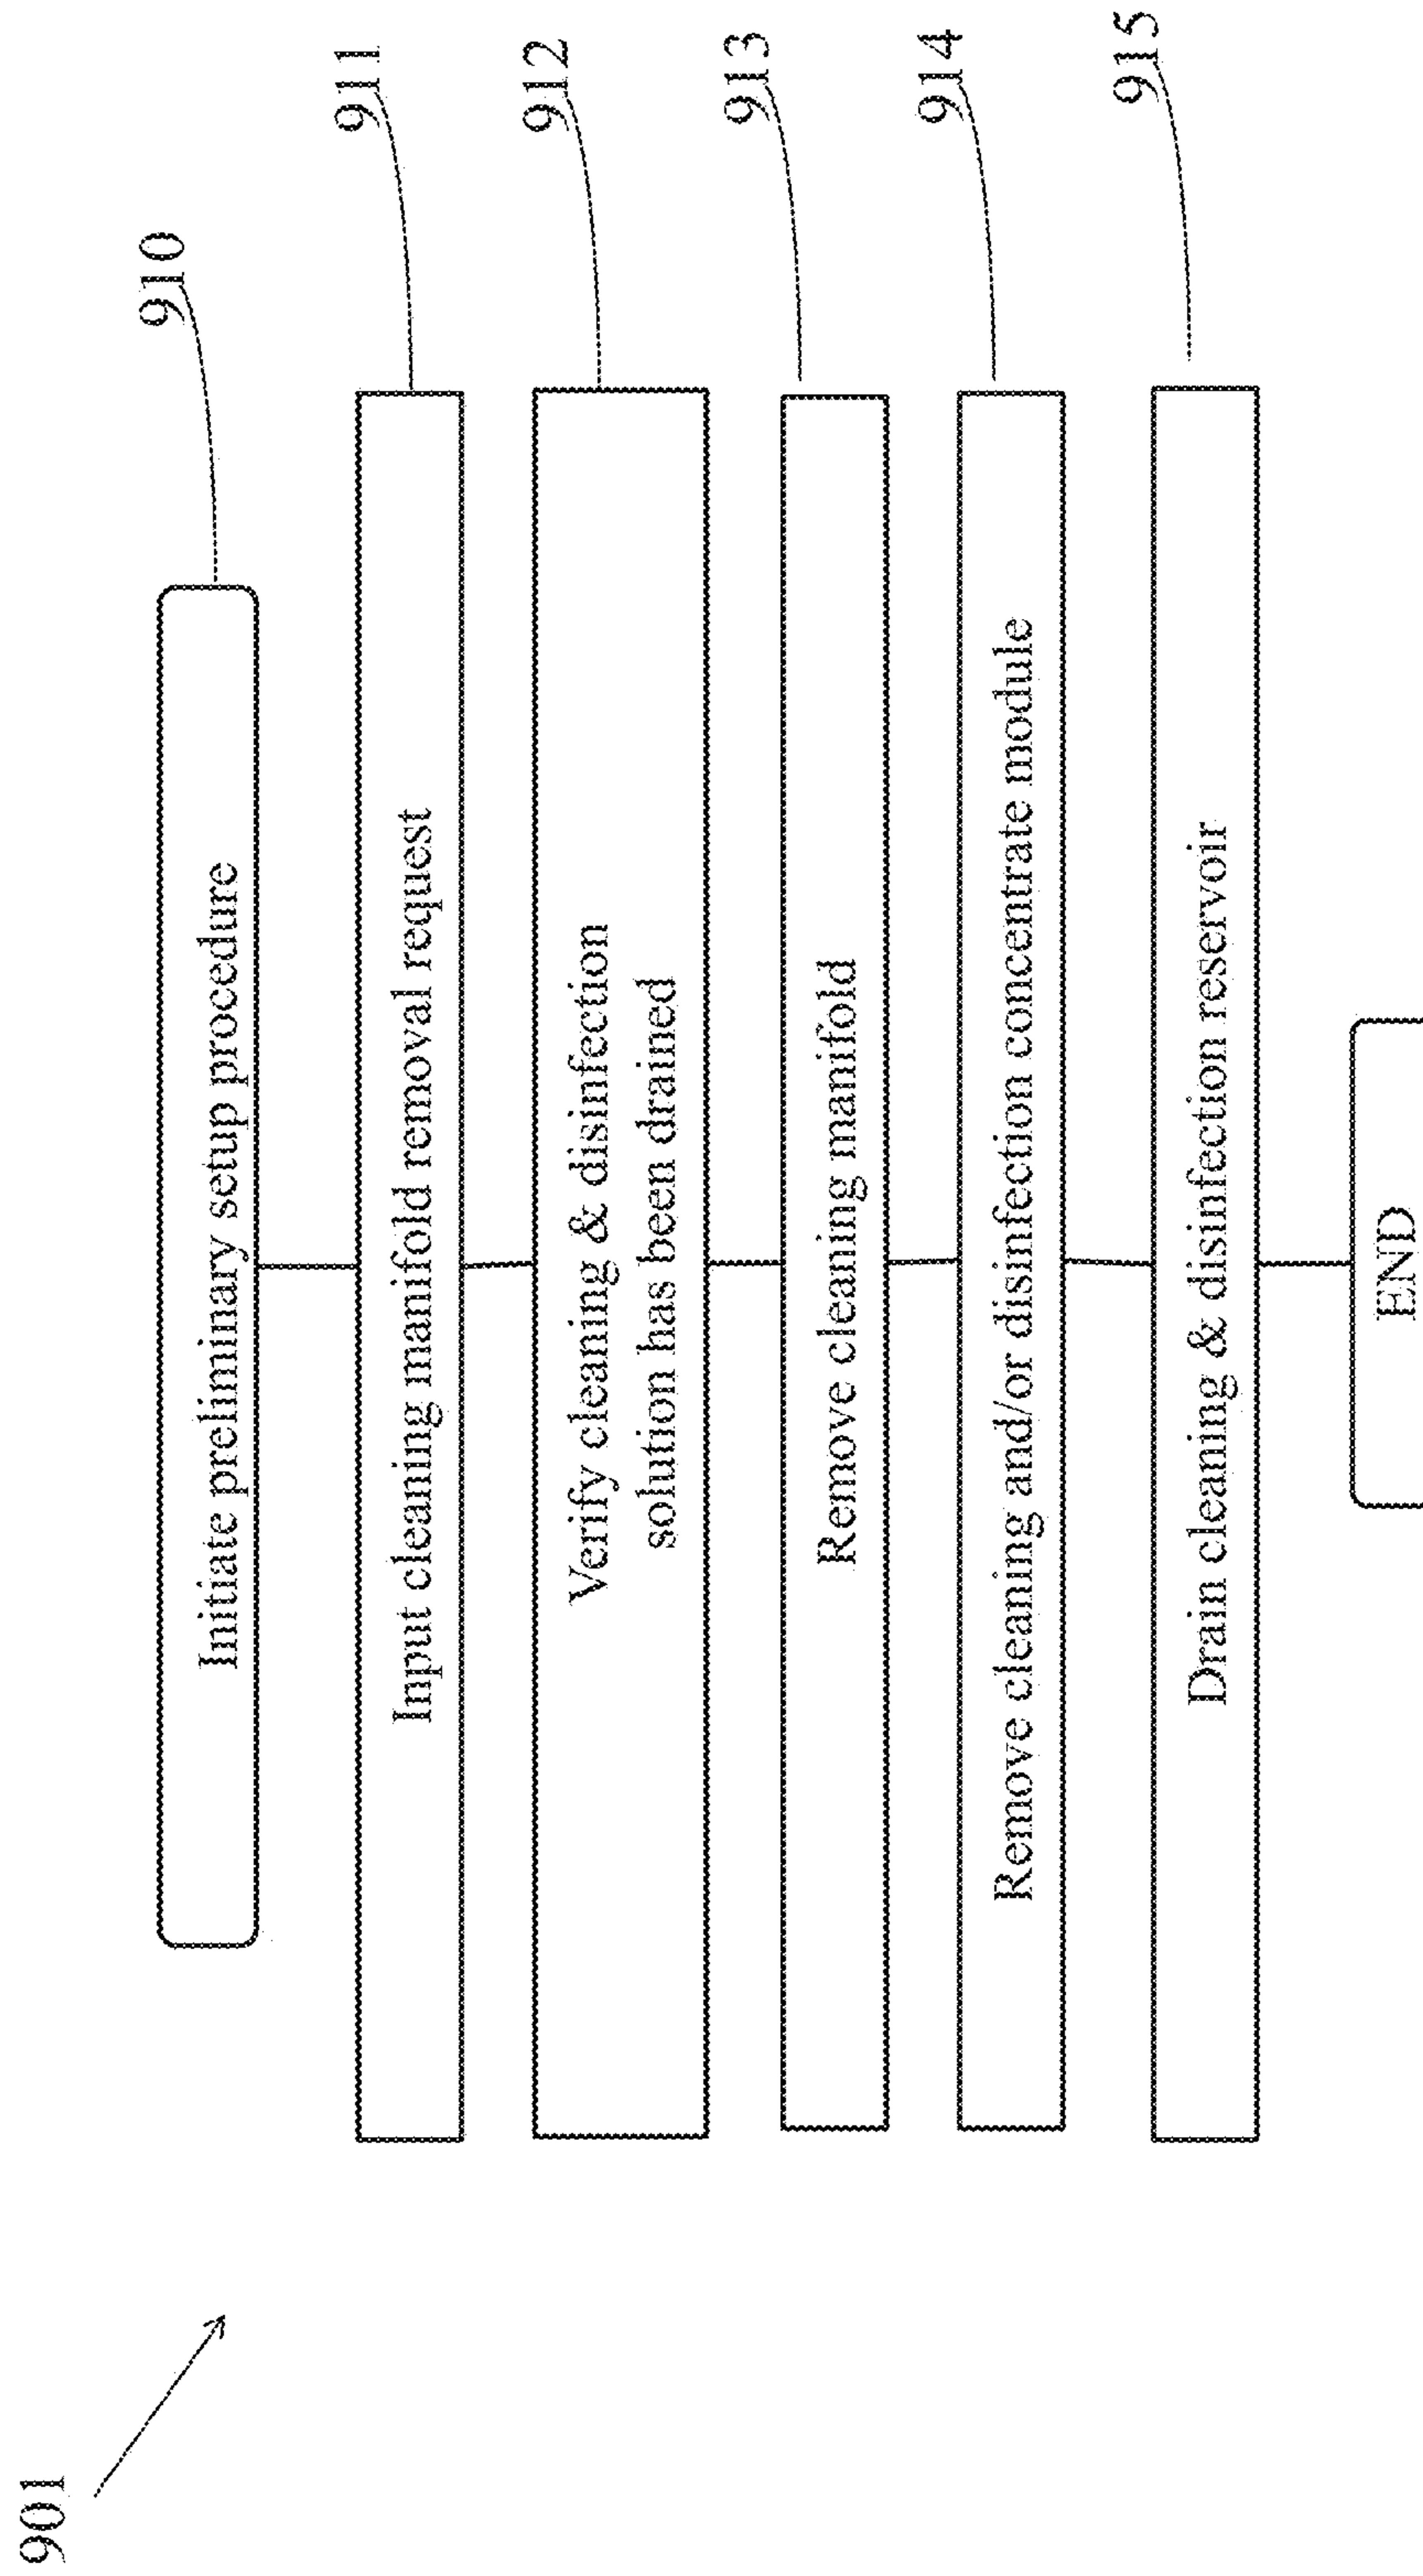 901
910
Initiate preliminary setup procedure
911
Input cleaning manifold removal request
912
Verify cleaning & disinfection
solution has been drained
913
Remove cleaning manifold
914
Remove cleaning and/or disinfection concentrate module
915
Drain cleaning & disinfection reservoir
END